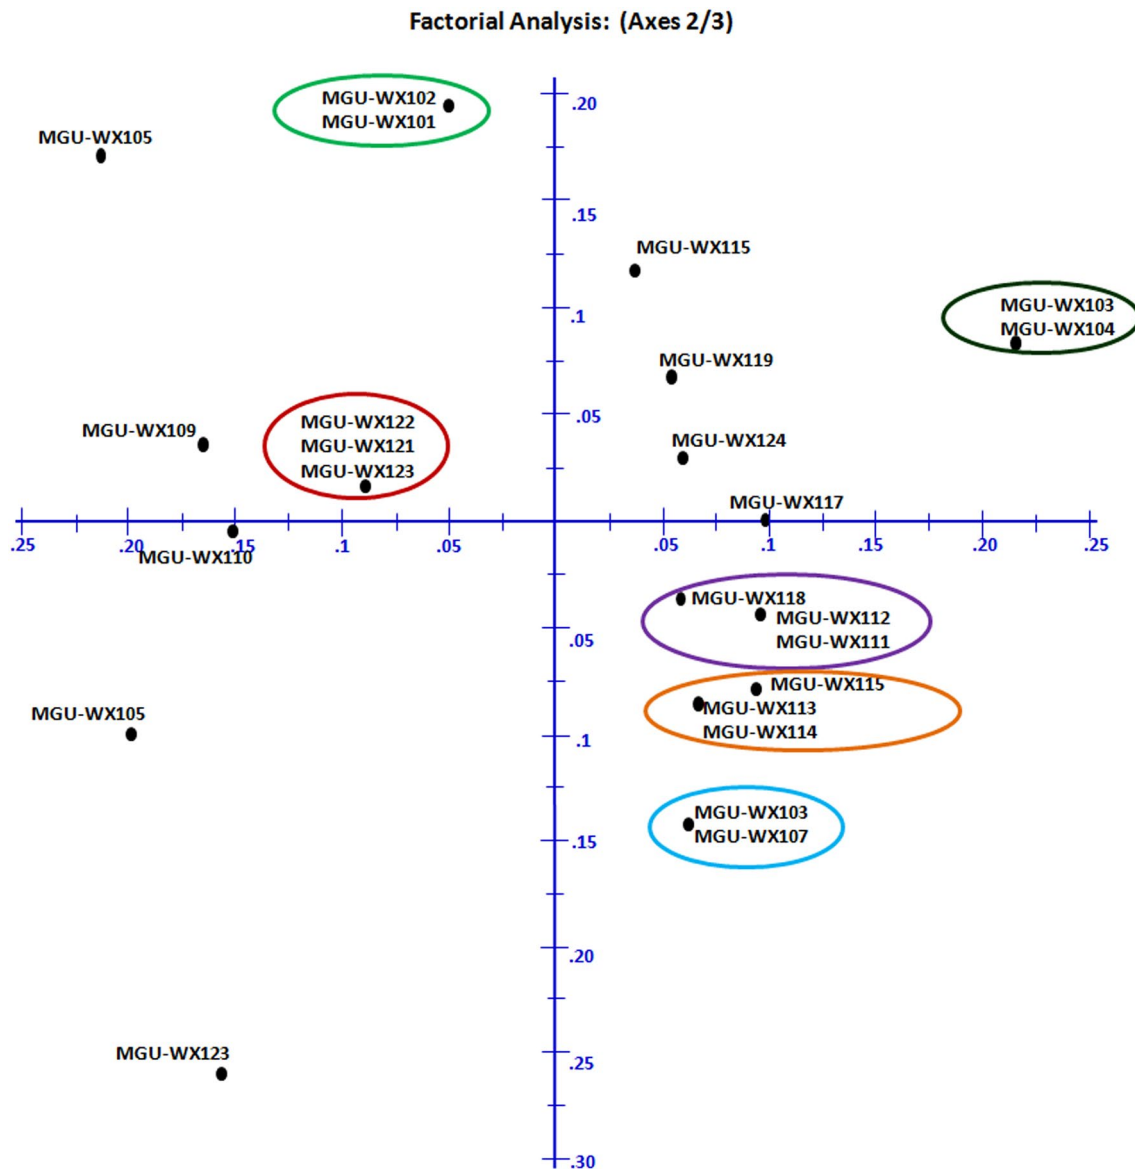 Factorial Analysis: (Axes 2/3)
MGU-WX102
MGU-WX101
.20
MGU-WX105
.15
MGU-WX115
MGU-WX103
MGU-WX104
.1
MGU-WX119
MGU-WX109
MGU-WX122
MGU-WX121
MGU-WX123
.05
MGU-WX124
MGU-WX117
.25 .20 .1 .05 .05 .1 .15 .20 .25
MGU-WX110
MGU-WX118
MGU-WX112
MGU-WX111
.05
MGU-WX115
MGU-WX113
MGU-WX114
MGU-WX105
.1
MGU-WX103
MGU-WX107
.15
.20
MGU-WX123
.25
.30